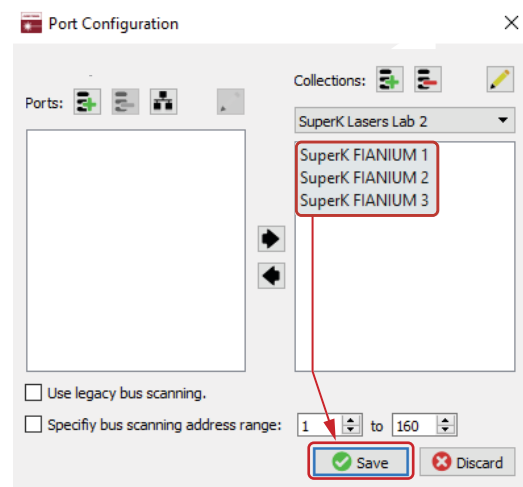 Port Configuration
Collections:
Ports:
SuperK Lasers Lab 2
SuperK FIANIUM 1
SuperK FIANIUM 2
SuperK FIANIUM 3
Use legacy bus scanning.
Specifiy bus scanning address range: 1 to 160
Save Discard